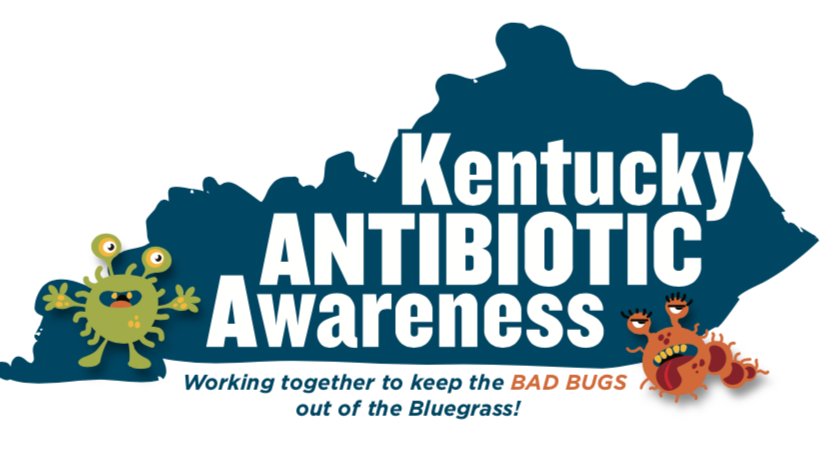 Kentucky
ANTIBIOTIC
Awareness
Working together to keep the BAD BUGS
out of the Bluegrass!